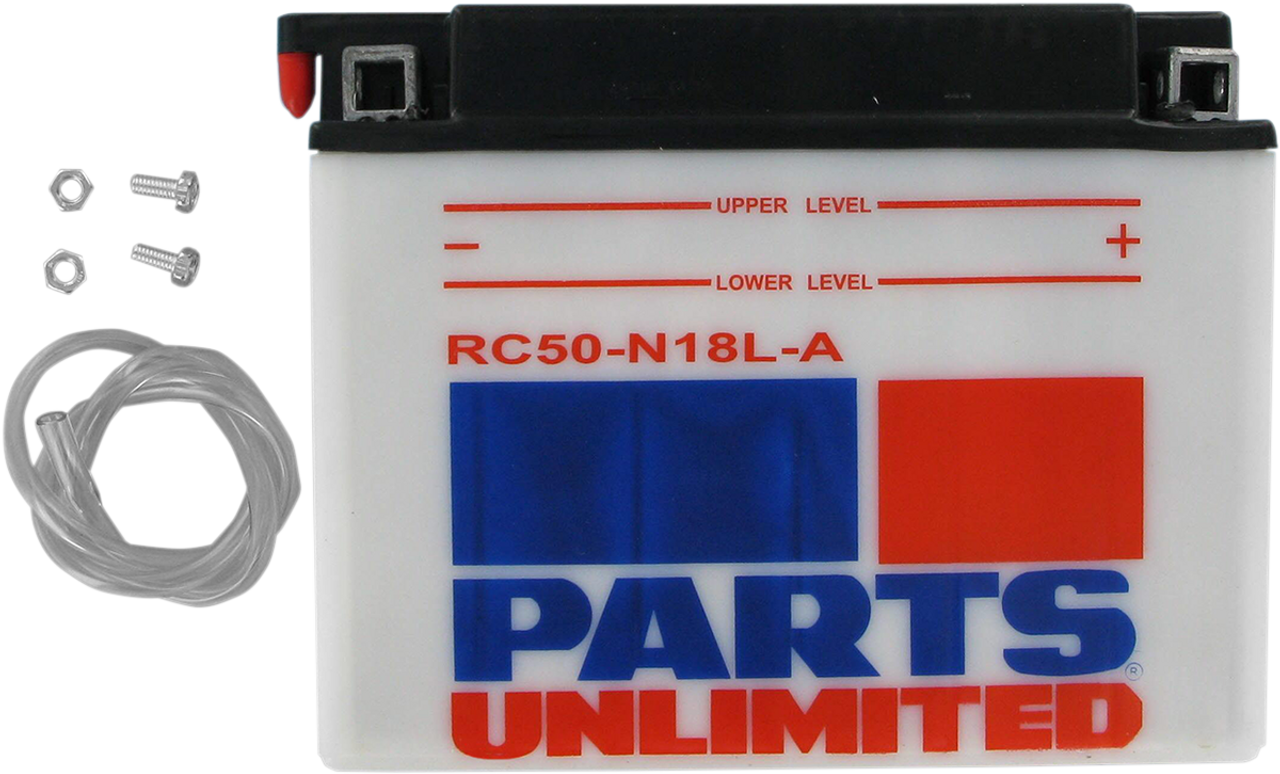 UPPER LEVEL
- +
LOWER LEVEL
RC50-N18L-A
PARTS
®
UNLIMITED